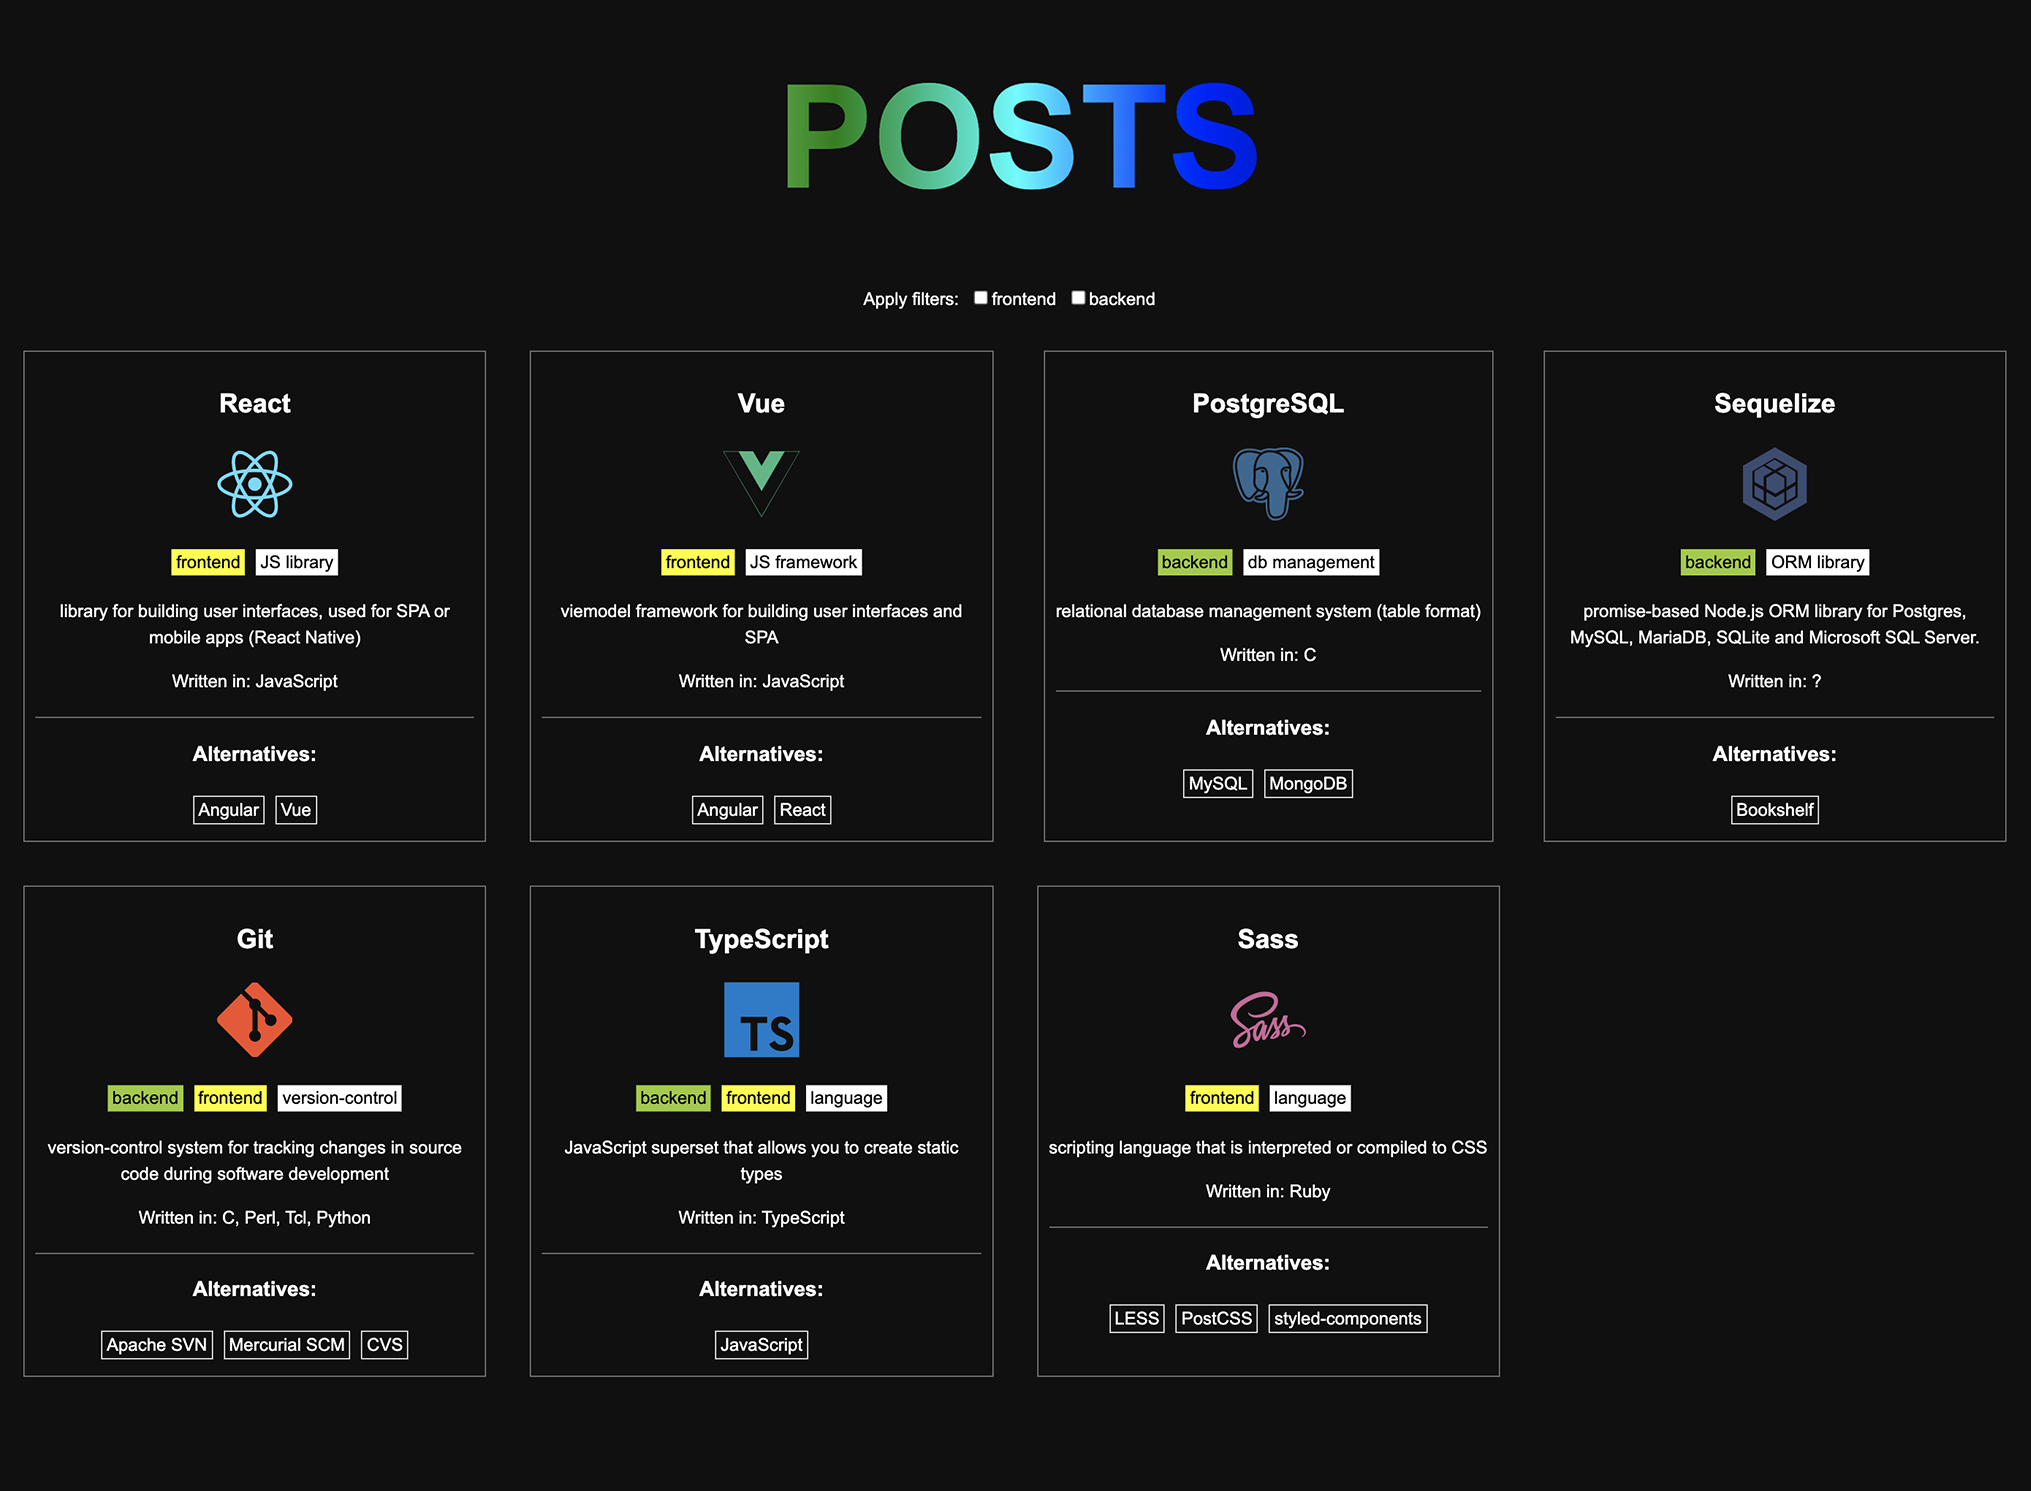 POSTS
Apply filters: frontend backend
React
frontend JS library
library for building user interfaces, used for SPA or
mobile apps (React Native)
Written in: JavaScript
Alternatives:
Angular Vue
Vue
frontend JS framework
viemodel framework for building user interfaces and
SPA
Written in: JavaScript
Alternatives:
Angular React
PostgreSQL
backend db management
relational database management system (table format)
Written in: C
Alternatives:
MySQL MongoDB
Sequelize
backend ORM library
promise-based Node.js ORM library for Postgres,
MySQL, MariaDB, SQLite and Microsoft SQL Server.
Written in: ?
Alternatives:
Bookshelf
Git
backend frontend version-control
version-control system for tracking changes in source
code during software development
Written in: C, Perl, Tcl, Python
Alternatives:
Apache SVN Mercurial SCM CVS
TypeScript
TS
backend frontend language
JavaScript superset that allows you to create static
types
Written in: TypeScript
Alternatives:
JavaScript
Sass
Sass
frontend language
scripting language that is interpreted or compiled to CSS
Written in: Ruby
Alternatives:
LESS PostCSS styled-components